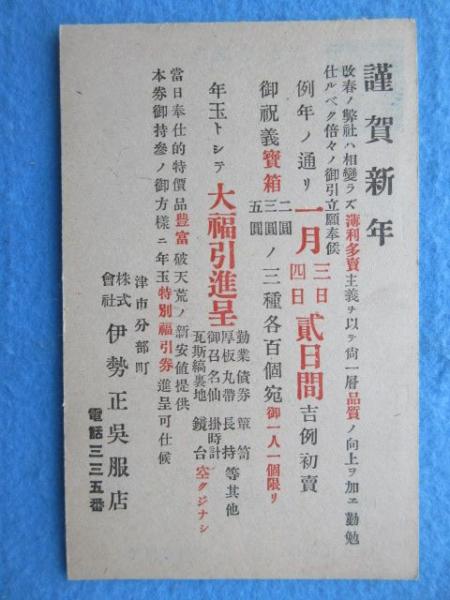 謹賀新年
改春ノ弊社ハ相變ラズ薄利多賣主義ヲ以テ尙一層品質ノ向上ヲ加エ勤勉
仕ルベク倍々ノ御引立願奉候
例年ノ通リ一月三日四日貳日間吉例初賣
御祝義寳箱二圓三圓五圓ノ三種各百個宛御一人一個限リ
年玉トシテ大福引進呈
勤業債券 簞笥
厚板丸帶 長持
御召名仙 掛時計
瓦斯縞裏地 鏡台
等其他
空クジナシ
當日奉仕的特價品豊富破天荒ノ新安値提供
本券御持參ノ御方樣ニ年玉特別福引券進呈可仕候
津市分部町
株式會社 伊勢正吳服店
電話三三五番